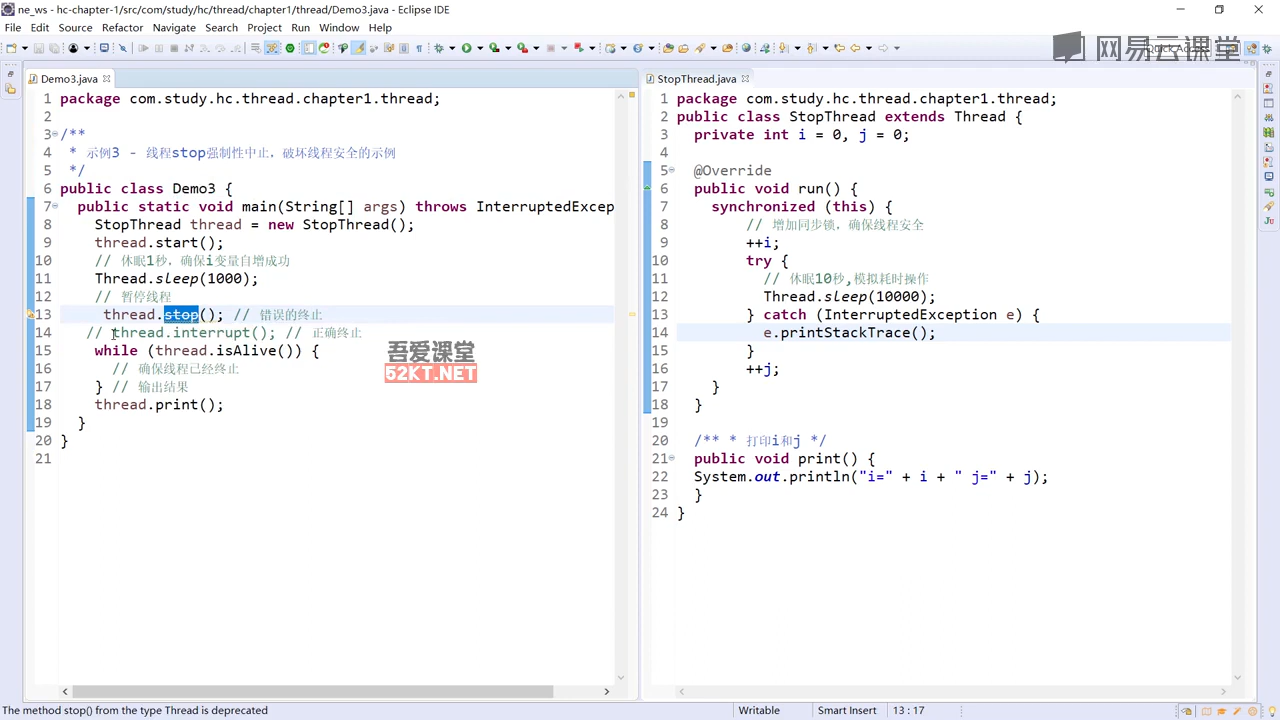 ne_ws - hc-chapter-1/src/com/study/hc/thread/chapter1/thread/Demo3.java - Eclipse IDE
File Edit Source Refactor Navigate Search Project Run Window Help
网易云课堂
Demo3.java
1 package com.study.hc.thread.chapter1.thread;
2
3 /**
4 * 示例3 - 线程stop强制性中止，破坏线程安全的示例
5 */
6 public class Demo3 {
7 public static void main(String[] args) throws InterruptedExcep
8 StopThread thread = new StopThread();
9 thread.start();
10 // 休眠1秒，确保i变量自增成功
11 Thread.sleep(1000);
12 // 暂停线程
13 thread.stop(); // 错误的终止
14 // thread.interrupt(); // 正确终止
15 while (thread.isAlive()) {
16 // 确保线程已经终止
17 } // 输出结果
18 thread.print();
19 }
20 }
21
吾爱课堂
52KT.NET
StopThread.java
1 package com.study.hc.thread.chapter1.thread;
2 public class StopThread extends Thread {
3 private int i = 0, j = 0;
4
5 @Override
6 public void run() {
7 synchronized (this) {
8 // 增加同步锁，确保线程安全
9 ++i;
10 try {
11 // 休眠10秒,模拟耗时操作
12 Thread.sleep(10000);
13 } catch (InterruptedException e) {
14 e.printStackTrace();
15 }
16 ++j;
17 }
18 }
19
20 /** * 打印i和j */
21 public void print() {
22 System.out.println("i=" + i + " j=" + j);
23 }
24 }
The method stop() from the type Thread is deprecated
Writable
Smart Insert
13 : 17